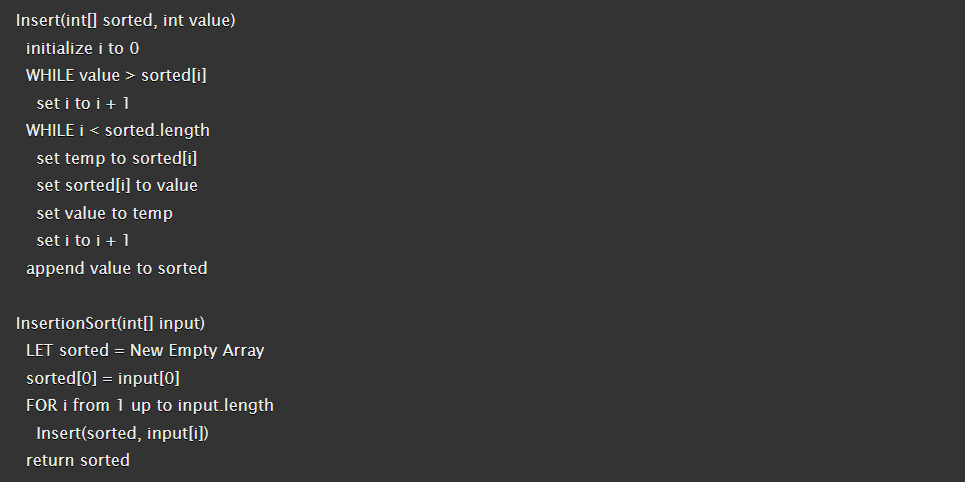 Insert(int[] sorted, int value)
initialize i to 0
WHILE value > sorted[i]
set i to i + 1
WHILE i < sorted.length
set temp to sorted[i]
set sorted[i] to value
set value to temp
set i to i + 1
append value to sorted
InsertionSort(int[] input)
LET sorted = New Empty Array
sorted[0] = input[0]
FOR i from 1 up to input.length
Insert(sorted, input[i])
return sorted